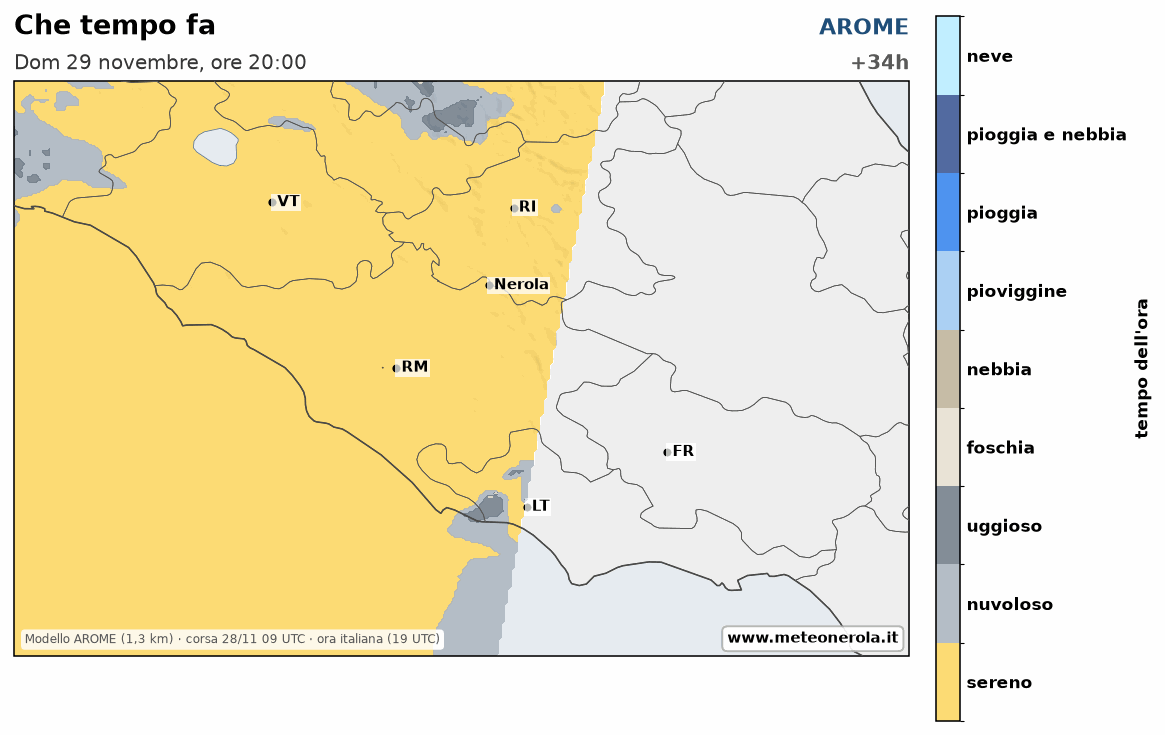 Che tempo fa
AROME
Dom 29 novembre, ore 20:00
+34h
VT
RI
Nerola
RM
FR
LT
Modello AROME (1,3 km) · corsa 28/11 09 UTC · ora italiana (19 UTC)
www.meteonerola.it
neve
pioggia e nebbia
pioggia
pioviggine
nebbia
foschia
uggioso
nuvoloso
sereno
tempo dell'ora